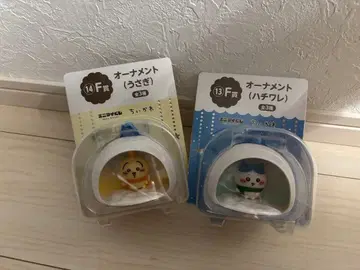 14 F賞
オーナメント
(うさぎ)
全3種
ちいかわ
13 F賞
オーナメント
(ハチワレ)
全3種